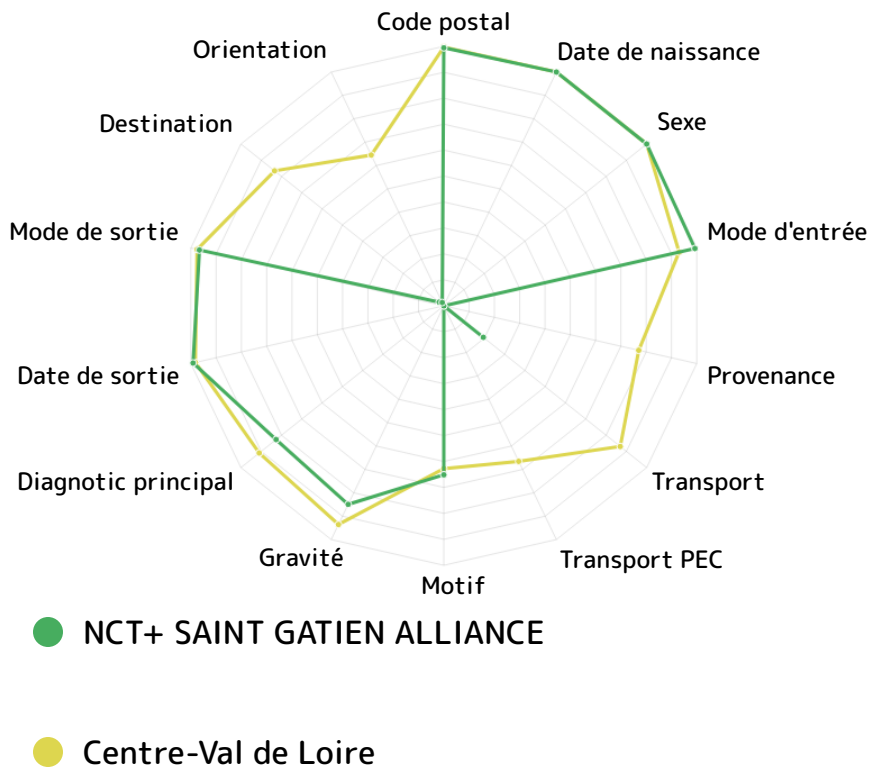 Code postal
Orientation
Date de naissance
Destination
Sexe
Mode de sortie
Mode d'entrée
Date de sortie
Provenance
Diagnotic principal
Transport
Gravité
Transport PEC
Motif
NCT+ SAINT GATIEN ALLIANCE
Centre-Val de Loire